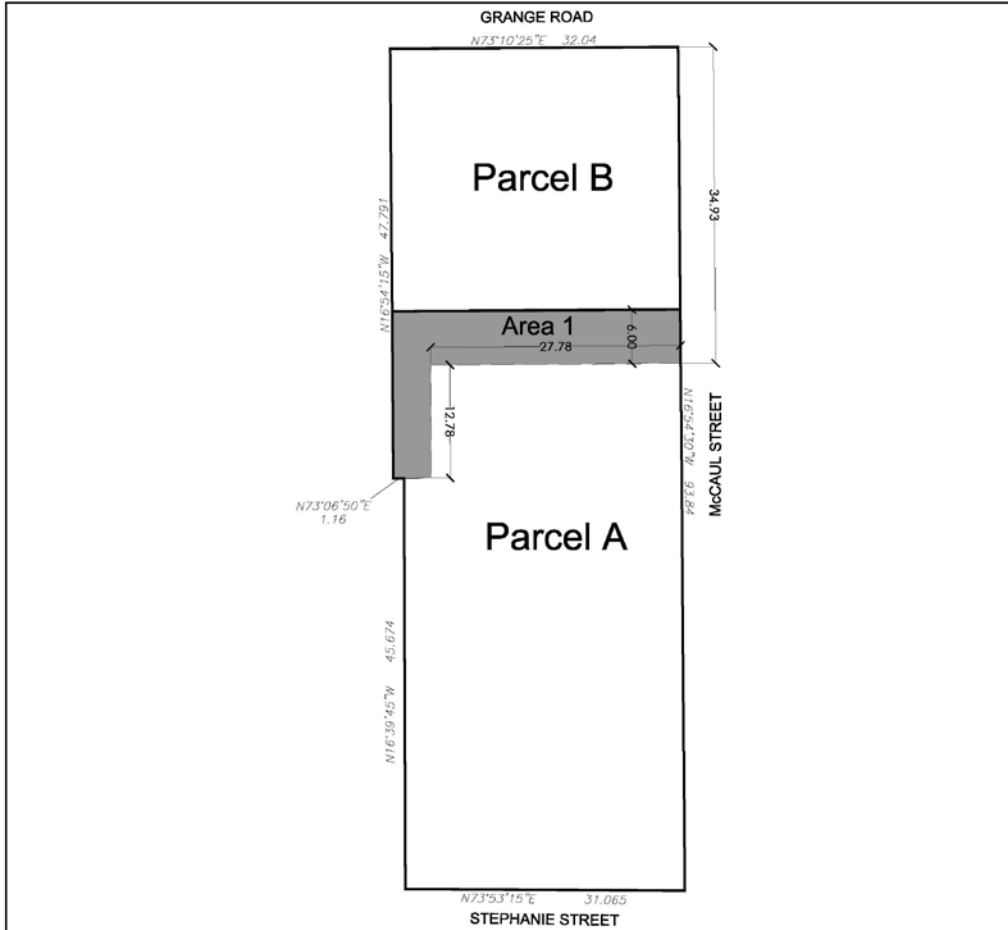 GRANGE ROAD
N73°10'25"E 32.04
Parcel B
34.93
N16°54'15"W 47.791
Area 1
6.00
27.78
12.78
N16°54'30"W 93.84
McCAUL STREET
N73°06'50"E
1.16
Parcel A
N16°39'45"W 45.674
N73°53'15"E 31.065
STEPHANIE STREET